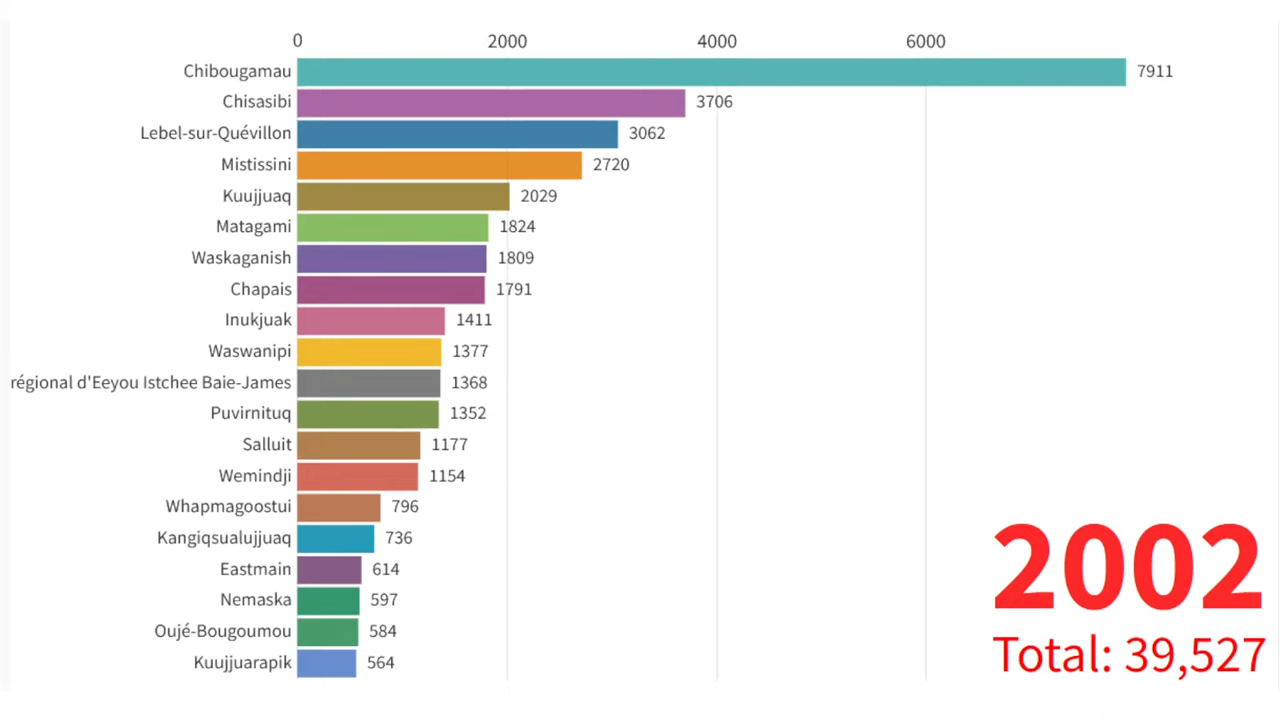 0 2000 4000 6000
Chibougamau 7911
Chisasibi 3706
Lebel-sur-Quévillon 3062
Mistissini 2720
Kuujjuaq 2029
Matagami 1824
Waskaganish 1809
Chapais 1791
Inukjuak 1411
Waswanipi 1377
régional d'Eeyou Istchee Baie-James 1368
Puvirnituq 1352
Salluit 1177
Wemindji 1154
Whapmagoostui 796
Kangiqsualujjuaq 736
Eastmain 614
Nemaska 597
Oujé-Bougoumou 584
Kuujjuarapik 564
2002
Total: 39,527